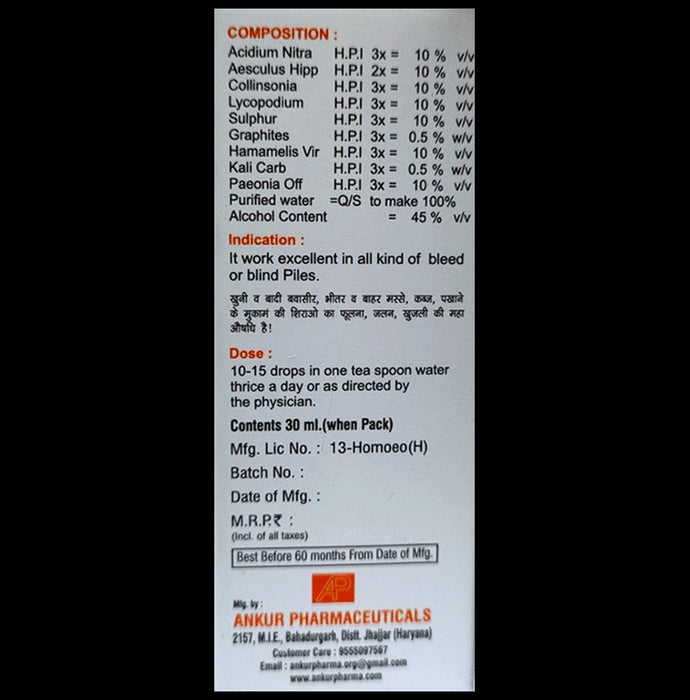 COMPOSITION :
Acidium Nitra H.P.I 3x = 10 % v/v
Aesculus Hipp H.P.I 2x = 10 % v/v
Collinsonia H.P.I 3x = 10 % v/v
Lycopodium H.P.I 3x = 10 % v/v
Sulphur H.P.I 3x = 10 % v/v
Graphites H.P.I 3x = 0.5 % w/v
Hamamelis Vir H.P.I 3x = 10 % v/v
Kali Carb H.P.I 3x = 0.5 % w/v
Paeonia Off H.P.I 3x = 10 % v/v
Purified water =Q/S to make 100%
Alcohol Content = 45 % v/v
Indication :
It work excellent in all kind of bleed
or blind Piles.
खुनी व बादी बवासीर, भीतर व बाहर मस्से, कब्ज, पखाने
के मुकामं की शिराओ का फूलना, जलन, खुजली की महा
औषधि है!
Dose :
10-15 drops in one tea spoon water
thrice a day or as directed by
the physician.
Contents 30 ml.(when Pack)
Mfg. Lic No. : 13-Homoeo(H)
Batch No. :
Date of Mfg. :
M.R.P.₹ :
(Incl. of all taxes)
Best Before 60 months From Date of Mfg.
AP
Mfg. by :
ANKUR PHARMACEUTICALS
2157, M.I.E., Bahadurgarh, Distt. Jhajjar (Haryana)
Customer Care : 9555097567
Email : ankurpharma.org@gmail.com
www.ankurpharma.com